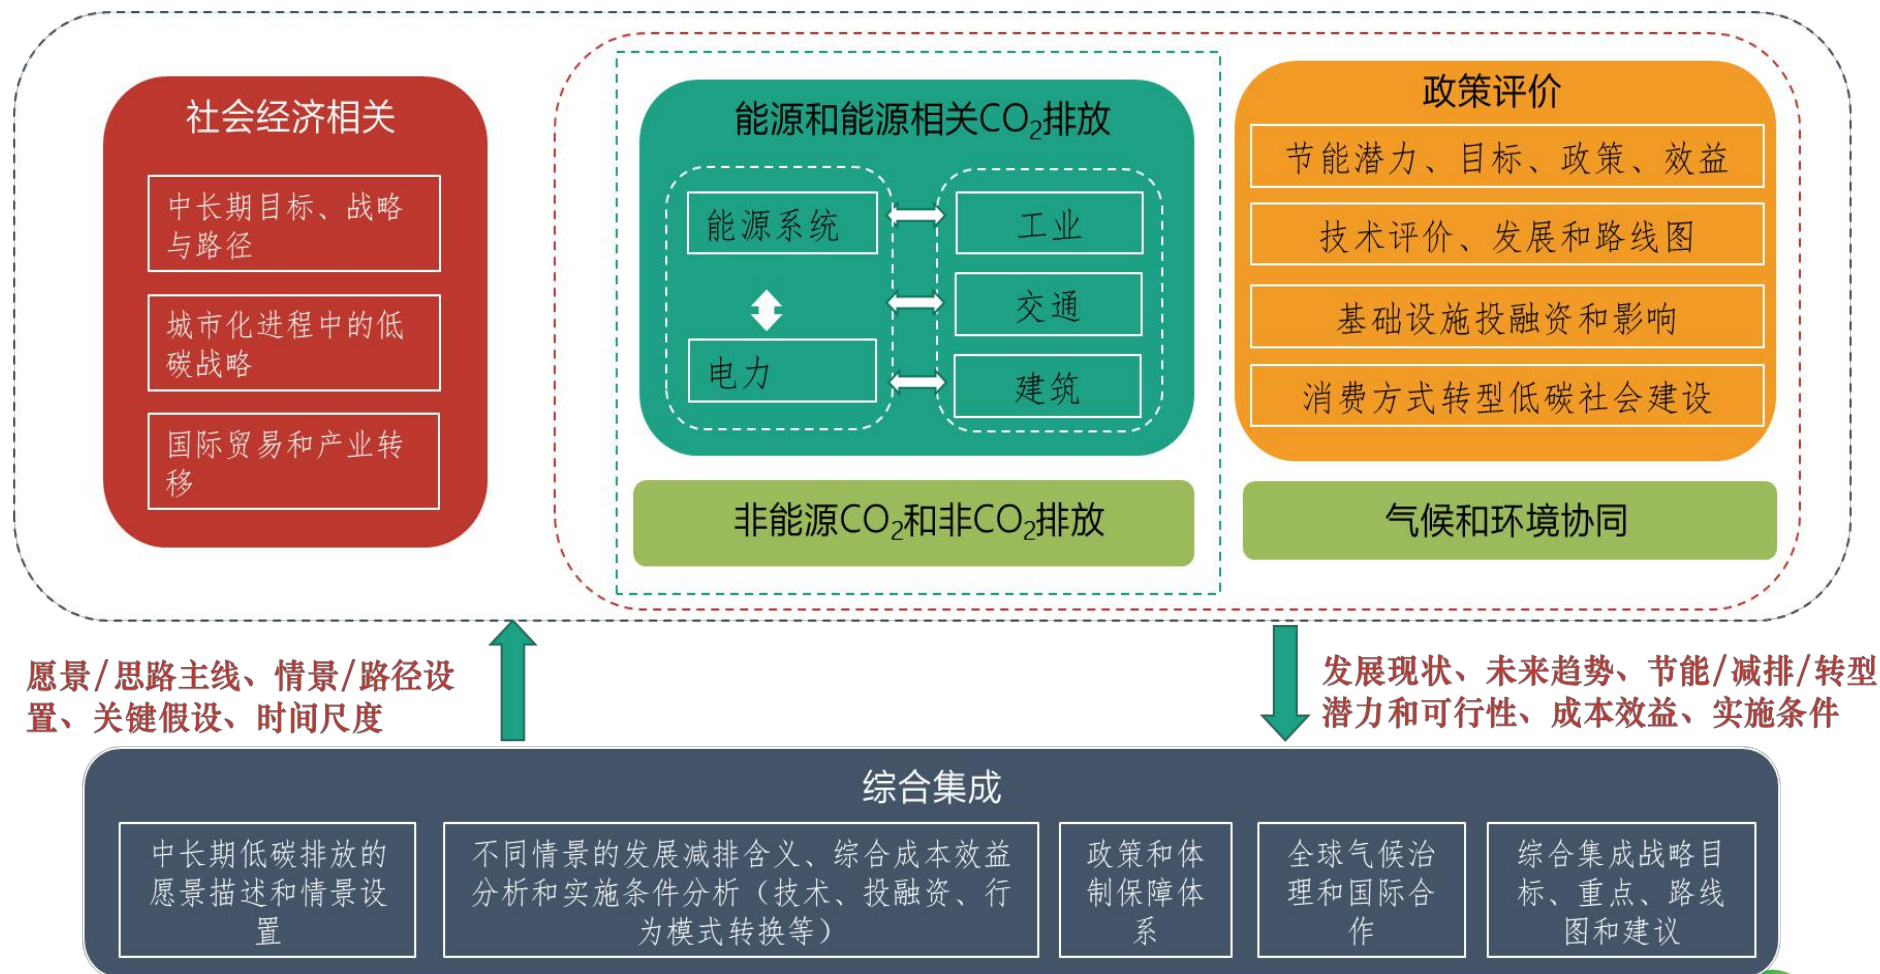 社会经济相关
中长期目标、战略
与路径
城市化进程中的低
碳战略
国际贸易和产业转
移
能源和能源相关CO₂排放
能源系统
电力
工业
交通
建筑
非能源CO₂和非CO₂排放
政策评价
节能潜力、目标、政策、效益
技术评价、发展和路线图
基础设施投融资和影响
消费方式转型低碳社会建设
气候和环境协同
愿景/思路主线、情景/路径设
置、关键假设、时间尺度
发展现状、未来趋势、节能/减排/转型
潜力和可行性、成本效益、实施条件
综合集成
中长期低碳排放的
愿景描述和情景设
置
不同情景的发展减排含义、综合成本效益
分析和实施条件分析（技术、投融资、行
为模式转换等）
政策和体
制保障体
系
全球气候治
理和国际合
作
综合集成战略目
标、重点、路线
图和建议